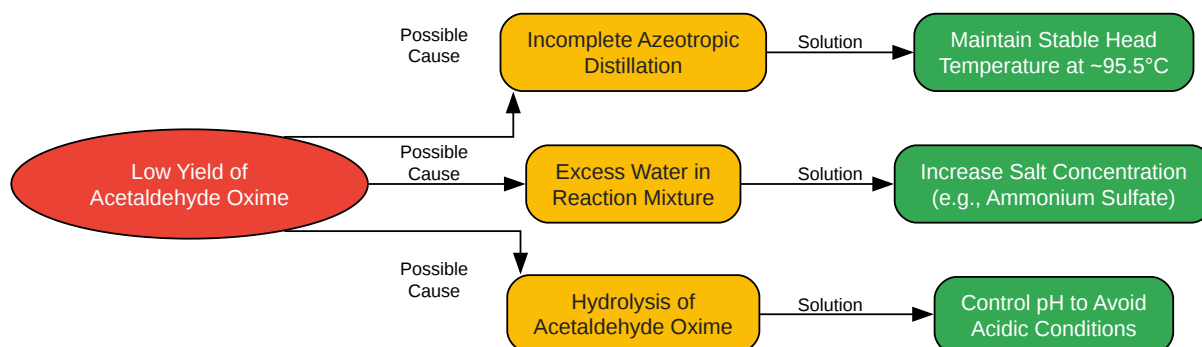 Low Yield of
Acetaldehyde Oxime
Possible
Cause
Incomplete Azeotropic
Distillation
Solution
Maintain Stable Head
Temperature at ~95.5°C
Possible
Cause
Excess Water in
Reaction Mixture
Solution
Increase Salt Concentration
(e.g., Ammonium Sulfate)
Possible
Cause
Hydrolysis of
Acetaldehyde Oxime
Solution
Control pH to Avoid
Acidic Conditions